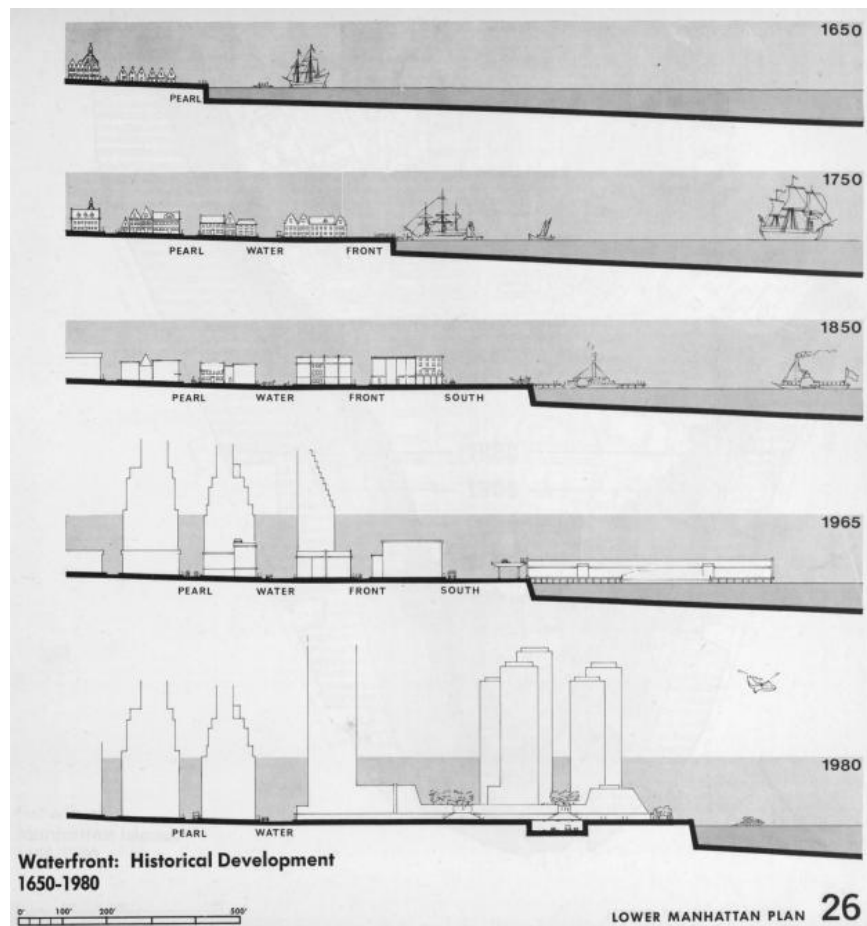 1650
PEARL
1750
PEARL WATER FRONT
1850
PEARL WATER FRONT SOUTH
1965
PEARL WATER FRONT SOUTH
1980
PEARL WATER
Waterfront: Historical Development
1650-1980
0' 100' 200' 500'
LOWER MANHATTAN PLAN 26